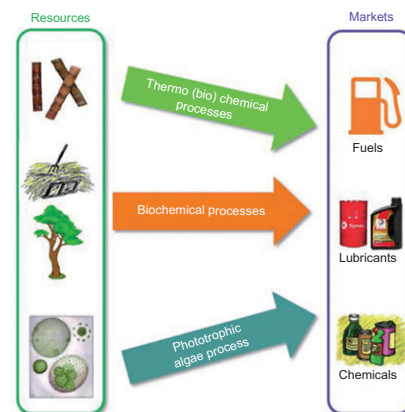 Resources
Markets
Thermo (bio) chemical
processes
Fuels
Biochemical processes
Lubricants
Phototrophic
algae process
Chemicals